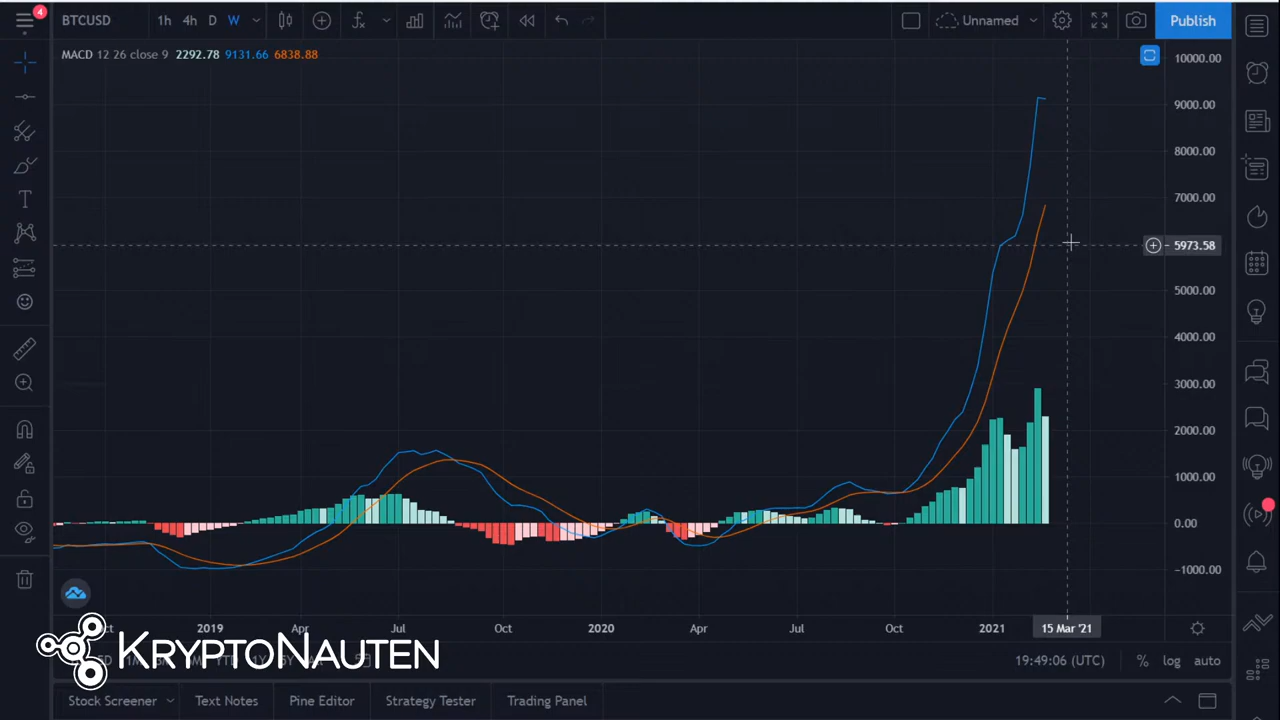 4
BTCUSD 1h 4h D W Unnamed Publish
MACD 12 26 close 9 2292.78 9131.66 6838.88
10000.00
9000.00
8000.00
7000.00
5973.58
5000.00
4000.00
3000.00
2000.00
1000.00
0.00
−1000.00
2019 Apr Jul Oct 2020 Apr Jul Oct 2021 15 Mar '21
KRYPTONAUTEN
19:49:06 (UTC) % log auto
Stock Screener Text Notes Pine Editor Strategy Tester Trading Panel